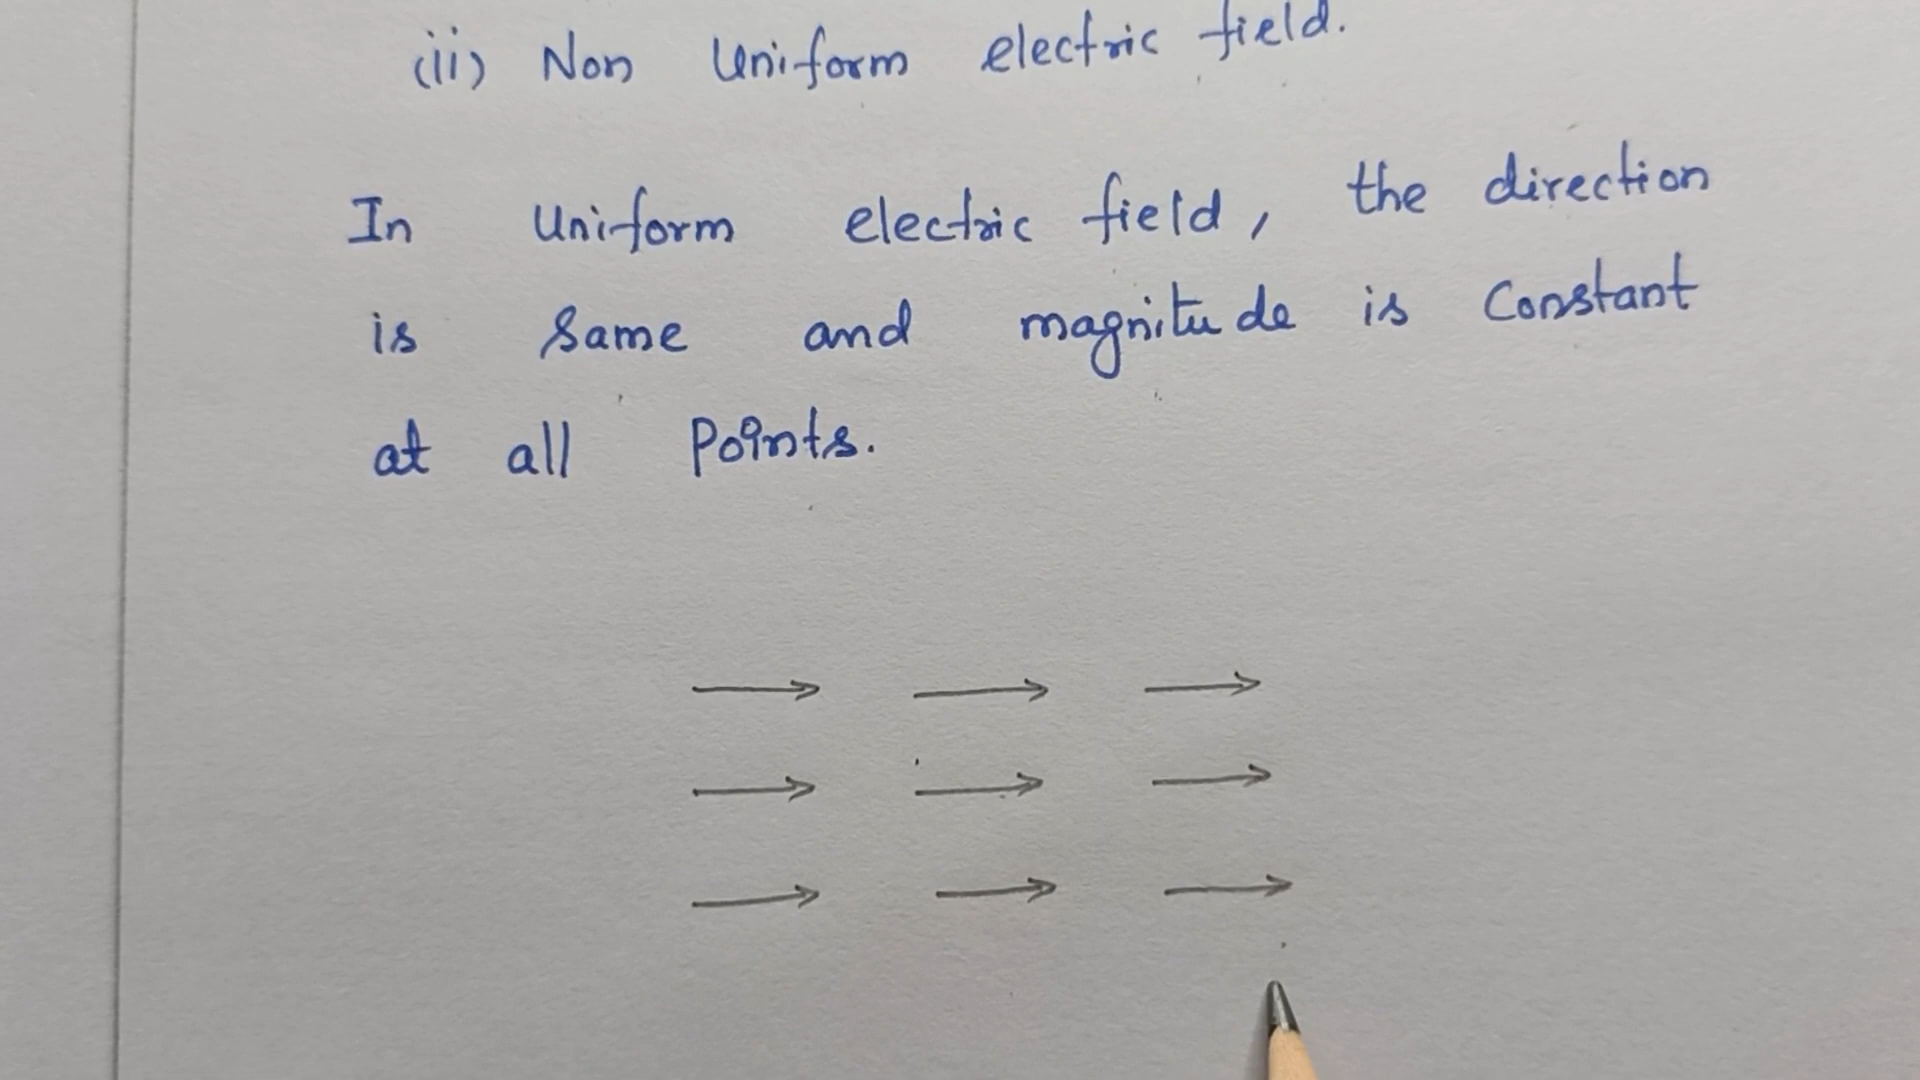 (ii) Non Uniform electric field.
In Uniform electric field, the direction
is same and magnitude is Constant
at all Points.